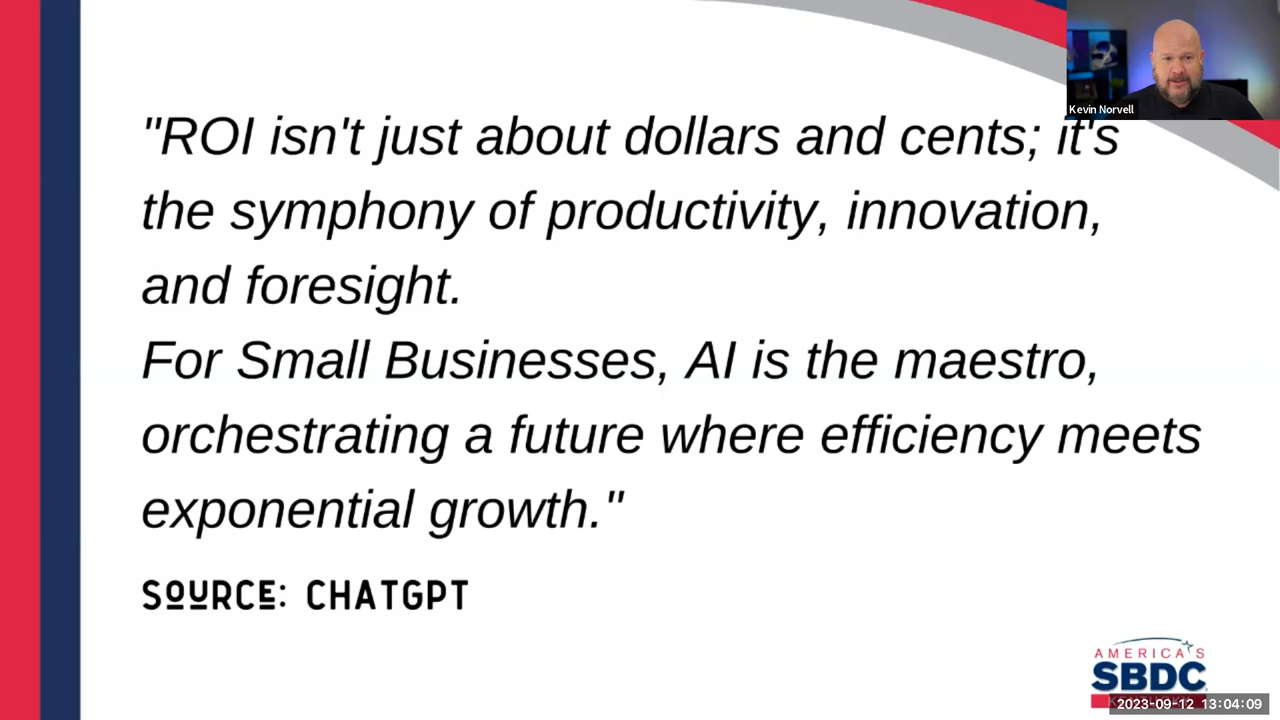 "ROI isn't just about dollars and cents; it's
the symphony of productivity, innovation,
and foresight.
For Small Businesses, AI is the maestro,
orchestrating a future where efficiency meets
exponential growth."
SOURCE: CHATGPT
Kevin Norvell
AMERICA'S
SBDC
2023-09-12 13:04:09